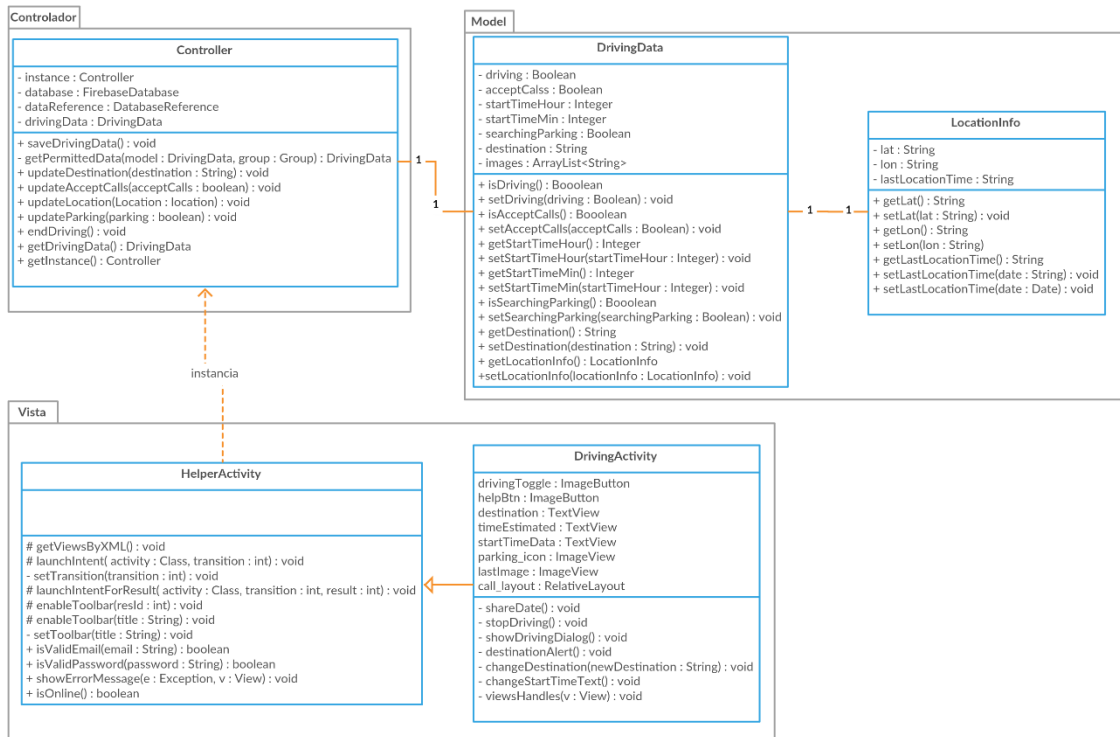 Controlador
Controller
- instance : Controller
- database : FirebaseDatabase
- dataReference : DatabaseReference
- drivingData : DrivingData
+ saveDrivingData() : void
- getPermittedData(model : DrivingData, group : Group) : DrivingData
+ updateDestination(destination : String) : void
+ updateAcceptCalls(acceptCalls : boolean) : void
+ updateLocation(Location : location) : void
+ updateParking(parking : boolean) : void
+ endDriving() : void
+ getDrivingData() : DrivingData
+ getInstance() : Controller
1
1
Model
DrivingData
- driving : Boolean
- acceptCalss : Boolean
- startTimeHour : Integer
- startTimeMin : Integer
- searchingParking : Boolean
- destination : String
- images : ArrayList<String>
+ isDriving() : Booolean
+ setDriving(driving : Boolean) : void
+ isAcceptCalls() : Booolean
+ setAcceptCalls(acceptCalls : Boolean) : void
+ getStartTimeHour() : Integer
+ setStartTimeHour(startTimeHour : Integer) : void
+ getStartTimeMin() : Integer
+ setStartTimeMin(startTimeHour : Integer) : void
+ isSearchingParking() : Booolean
+ setSearchingParking(searchingParking : Boolean) : void
+ getDestination() : String
+ setDestination(destination : String) : void
+ getLocationInfo() : LocationInfo
+setLocationInfo(locationInfo : LocationInfo) : void
1 1
LocationInfo
- lat : String
- lon : String
- lastLocationTime : String
+ getLat() : String
+ setLat(lat : String) : void
+ getLon() : String
+ setLon(lon : String)
+ getLastLocationTime() : String
+ setLastLocationTime(date : String) : void
+ setLastLocationTime(date : Date) : void
instancia
Vista
HelperActivity
# getViewsByXML() : void
# launchIntent( activity : Class, transition : int) : void
- setTransition(transition : int) : void
# launchIntentForResult( activity : Class, transition : int, result : int) : void
# enableToolbar(resId : int) : void
# enableToolbar(title : String) : void
- setToolbar(title : String) : void
+ isValidEmail(email : String) : boolean
+ isValidPassword(password : String) : boolean
+ showErrorMessage(e : Exception, v : View) : void
+ isOnline() : boolean
DrivingActivity
drivingToggle : ImageButton
helpBtn : ImageButton
destination : TextView
timeEstimated : TextView
startTimeData : TextView
parking_icon : ImageView
lastImage : ImageView
call_layout : RelativeLayout
- shareDate() : void
- stopDriving() : void
- showDrivingDialog() : void
- destinationAlert() : void
- changeDestination(newDestination : String) : void
- changeStartTimeText() : void
- viewsHandles(v : View) : void